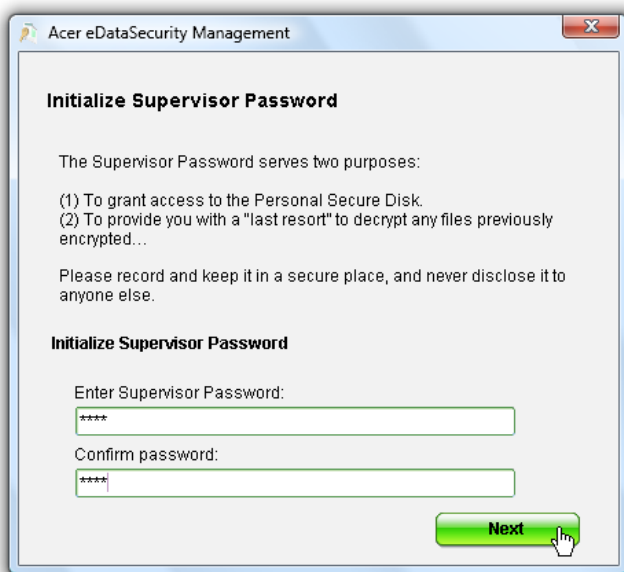 Acer eDataSecurity Management
Initialize Supervisor Password
The Supervisor Password serves two purposes:
(1) To grant access to the Personal Secure Disk.
(2) To provide you with a "last resort" to decrypt any files previously
encrypted...
Please record and keep it in a secure place, and never disclose it to
anyone else.
Initialize Supervisor Password
Enter Supervisor Password:
****
Confirm password:
****
Next